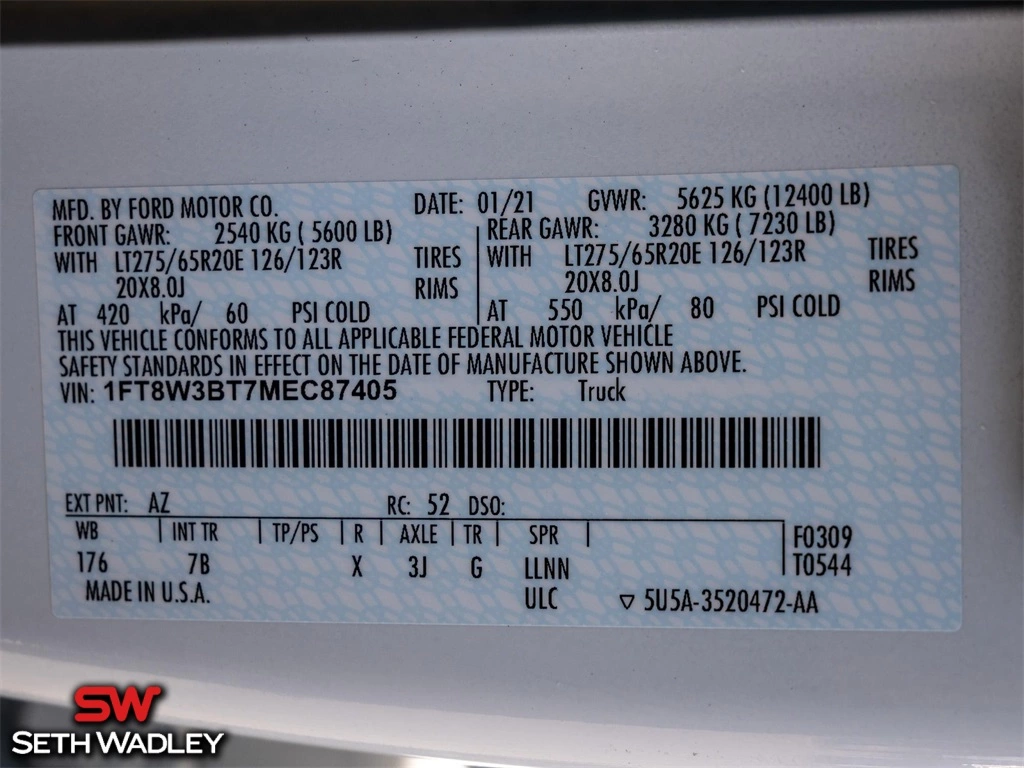 MFD. BY FORD MOTOR CO. DATE: 01/21 GVWR: 5625 KG (12400 LB)
FRONT GAWR: 2540 KG ( 5600 LB) REAR GAWR: 3280 KG ( 7230 LB)
WITH LT275/65R20E 126/123R TIRES WITH LT275/65R20E 126/123R TIRES
20X8.0J RIMS 20X8.0J RIMS
AT 420 kPa/ 60 PSI COLD AT 550 kPa/ 80 PSI COLD
THIS VEHICLE CONFORMS TO ALL APPLICABLE FEDERAL MOTOR VEHICLE
SAFETY STANDARDS IN EFFECT ON THE DATE OF MANUFACTURE SHOWN ABOVE.
VIN: 1FT8W3BT7MEC87405 TYPE: Truck
EXT PNT: AZ RC: 52 DSO:
WB INT TR TP/PS R AXLE TR SPR F0309
176 7B X 3J G LLNN T0544
MADE IN U.S.A. ULC ▽ 5U5A-3520472-AA
SW
SETH WADLEY